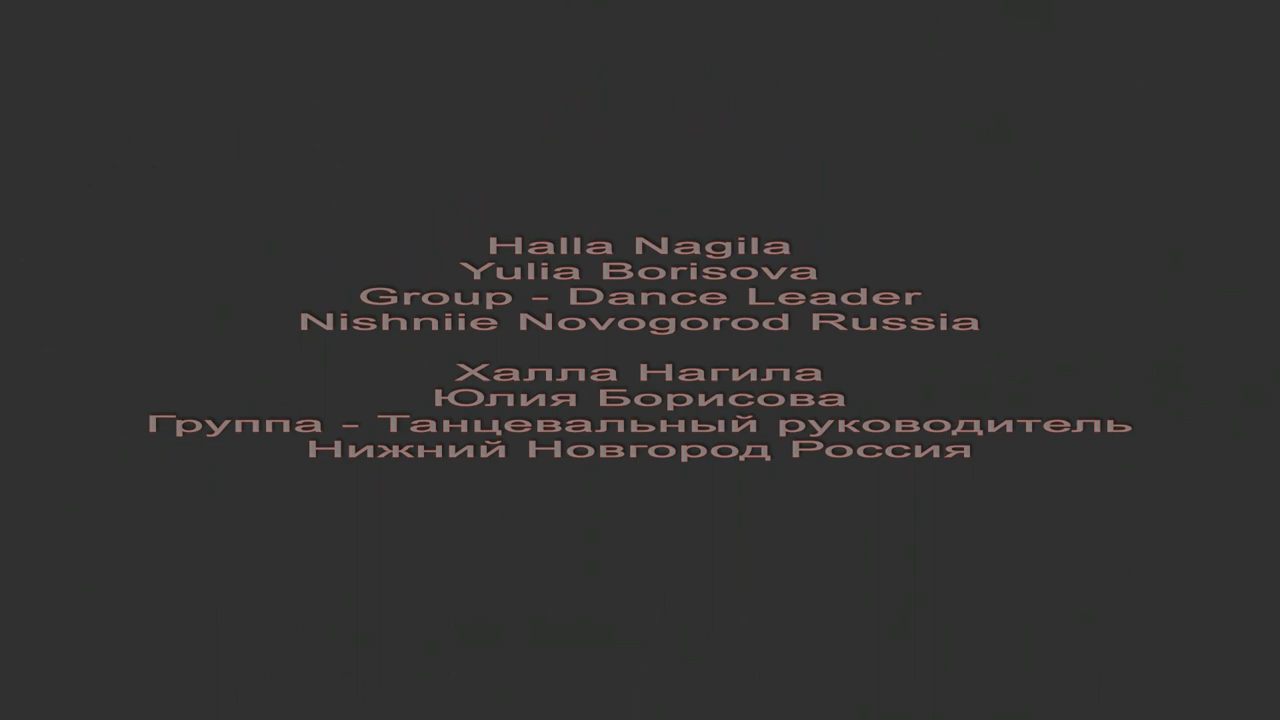 Halla Nagila
Yulia Borisova
Group - Dance Leader
Nishniie Novogorod Russia
Халла Нагила
Юлия Борисова
Группа - Танцевальный руководитель
Нижний Новгород Россия